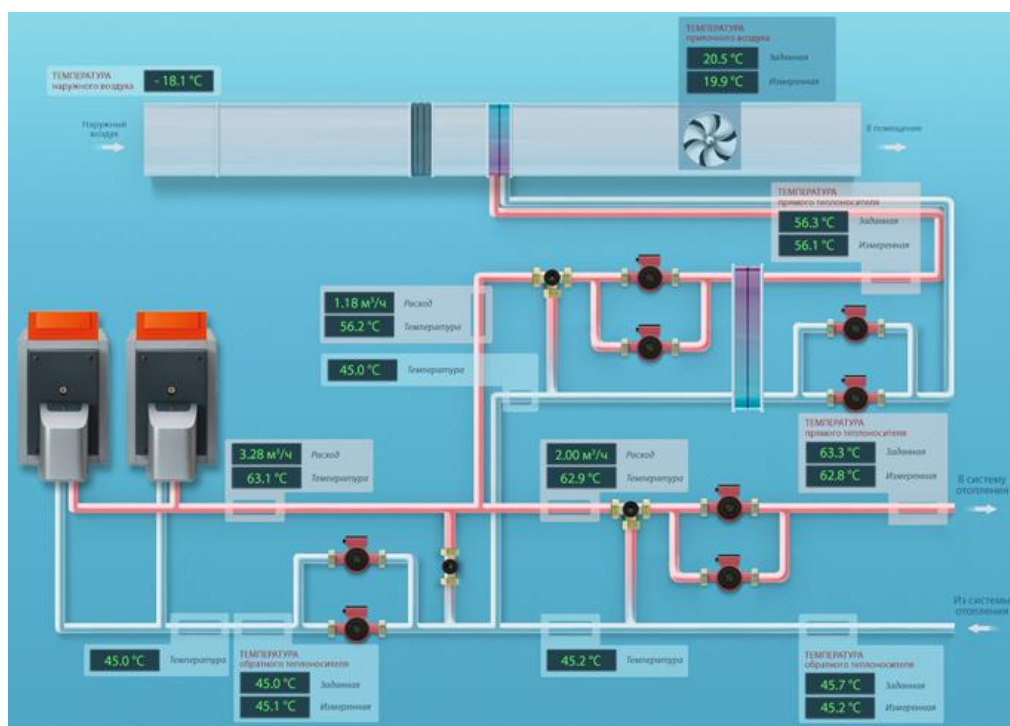 ТЕМПЕРАТУРА
приточного воздуха
20.5 °C Заданная
19.9 °C Измеренная
ТЕМПЕРАТУРА
наружного воздуха
- 18.1 °C
Наружный
воздух
В помещение
ТЕМПЕРАТУРА
прямого теплоносителя
56.3 °C Заданная
56.1 °C Измеренная
1.18 м³/ч Расход
56.2 °C Температура
45.0 °C Температура
3.28 м³/ч Расход
63.1 °C Температура
2.00 м³/ч Расход
62.9 °C Температура
ТЕМПЕРАТУРА
прямого теплоносителя
63.3 °C Заданная
62.8 °C Измеренная
В систему
отопления
Из системы
отопления
45.0 °C Температура
ТЕМПЕРАТУРА
обратного теплоносителя
45.0 °C Заданная
45.1 °C Измеренная
45.2 °C Температура
ТЕМПЕРАТУРА
обратного теплоносителя
45.7 °C Заданная
45.2 °C Измеренная